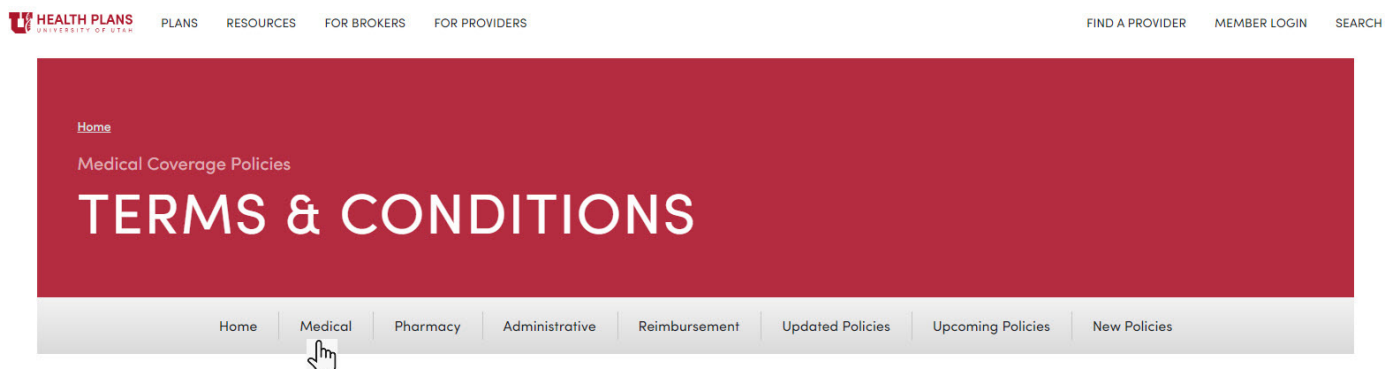 HEALTH PLANS
UNIVERSITY OF UTAH
PLANS RESOURCES FOR BROKERS FOR PROVIDERS FIND A PROVIDER MEMBER LOGIN SEARCH
Home
Medical Coverage Policies
TERMS & CONDITIONS
Home Medical Pharmacy Administrative Reimbursement Updated Policies Upcoming Policies New Policies